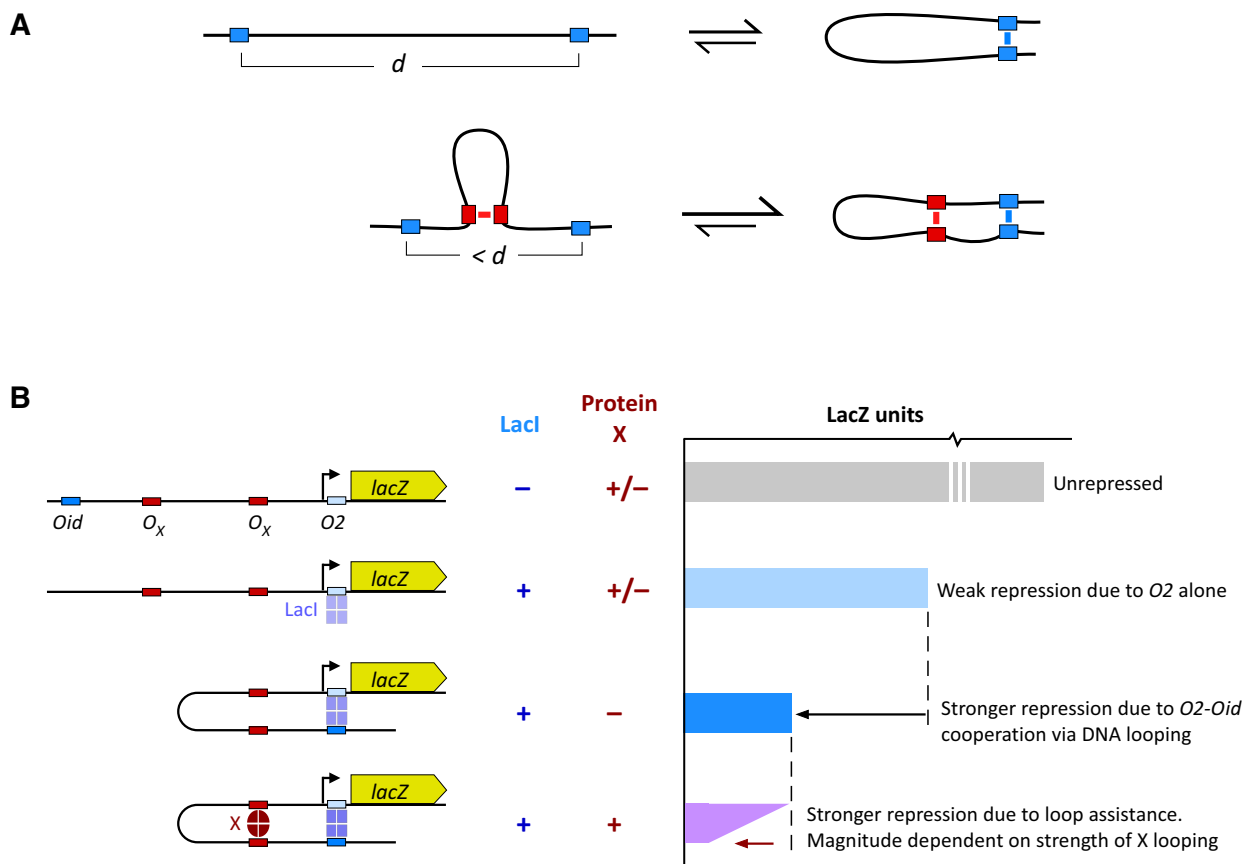 A
d
< d
B
LacI
Protein
X
LacZ units
lacZ
Oid
OX
OX
O2
–
+/–
Unrepressed
lacZ
LacI
+
+/–
Weak repression due to O2 alone
lacZ
+
–
Stronger repression due to O2-Oid
cooperation via DNA looping
lacZ
X
+
+
Stronger repression due to loop assistance.
Magnitude dependent on strength of X looping